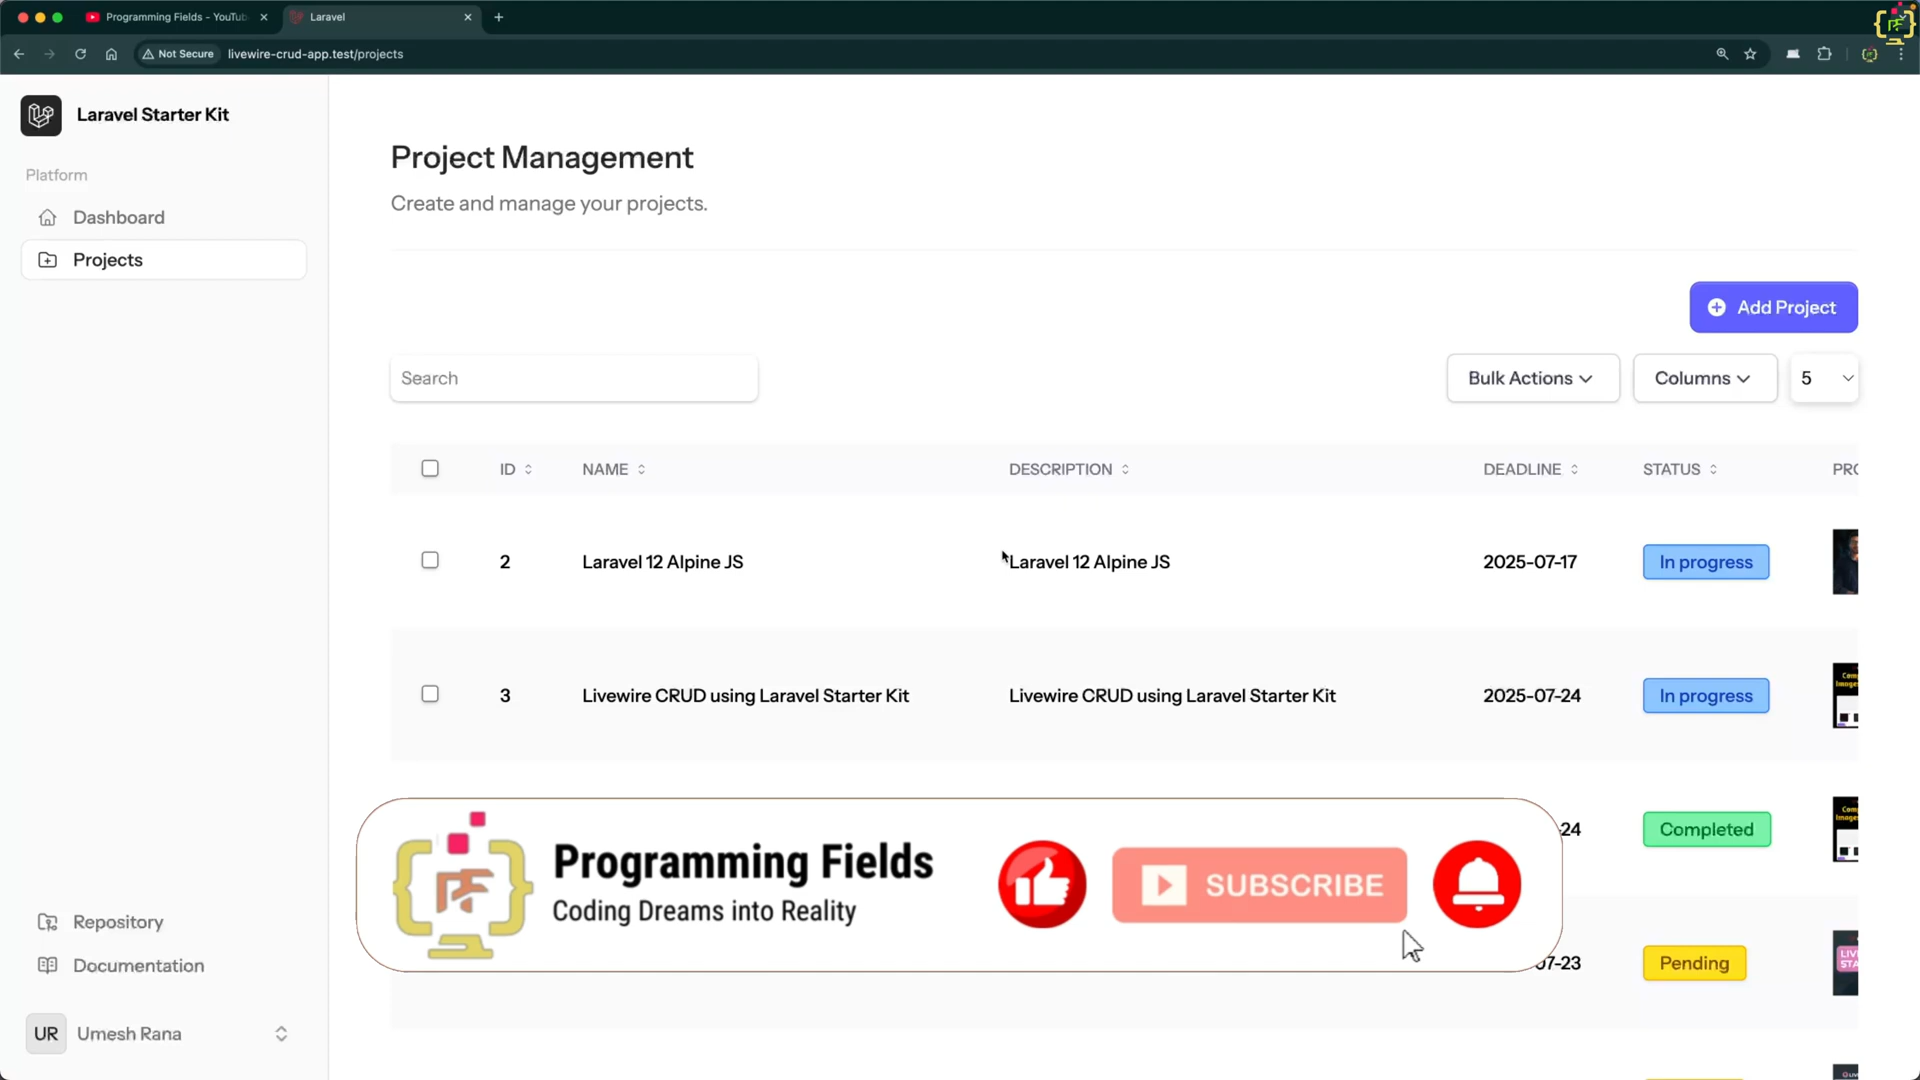 Programming Fields - YouTub
Laravel
Not Secure
livewire-crud-app.test/projects
Laravel Starter Kit
Platform
Dashboard
Projects
Repository
Documentation
UR
Umesh Rana
Project Management
Create and manage your projects.
Add Project
Search
Bulk Actions
Columns
5
ID
NAME
DESCRIPTION
DEADLINE
STATUS
PRO
2
Laravel 12 Alpine JS
Laravel 12 Alpine JS
2025-07-17
In progress
3
Livewire CRUD using Laravel Starter Kit
Livewire CRUD using Laravel Starter Kit
2025-07-24
In progress
-24
Completed
07-23
Pending
Programming Fields
Coding Dreams into Reality
SUBSCRIBE